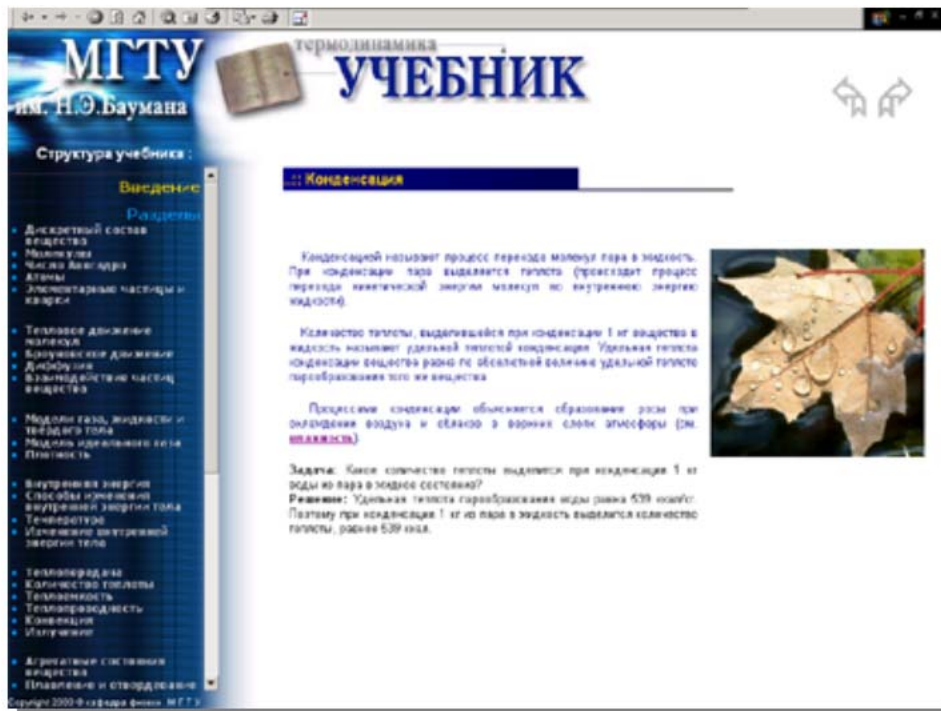 МГТУ
им. Н.Э.Баумана
термодинамика
УЧЕБНИК
Структура учебника :
Введение
Разделы
Дискретный состав
вещества
Молекулы
Число Авогадро
Атомы
Элементарные частицы и
кварки
Тепловое движение
молекул
Броуновское движение
Диффузия
Взаимодействие частиц
вещества
Модели газа, жидкости и
твёрдого тела
Модель идеального газа
Плотность
Внутренняя энергия
Способы изменения
внутренней энергии тела
Температура
Изменение внутренней
энергии тела
Теплопередача
Количество теплоты
Теплоемкость
Теплопроводность
Конвекция
Излучение
Агрегатные состояния
вещества
Плавление и отвердевание
Copyright 2000 © кафедра физики МГТУ
..:: Конденсация
Конденсацией называют процесс перехода молекул пара в жидкость.
При конденсации пара выделяется теплота (происходит процесс
перехода кинетической энергии молекул во внутреннюю энергию
жидкости).
Количество теплоты, выделившейся при конденсации 1 кг вещества в
жидкость называют удельной теплотой конденсации. Удельная теплота
конденсации вещества равна по абсолютной величине удельной теплоте
парообразования того же вещества
Процессами конденсации объясняется образование росы при
охлаждении воздуха и облаков в верхних слоях атмосферы (см.
влажность).
Задача: Какое количество теплоты выделится при конденсации 1 кг
воды из пара в жидкое состояние?
Решение: Удельная теплота парообразования воды равна 539 ккал/кг.
Поэтому при конденсации 1 кг из пара в жидкость выделится количество
теплоты, равное 539 ккал.